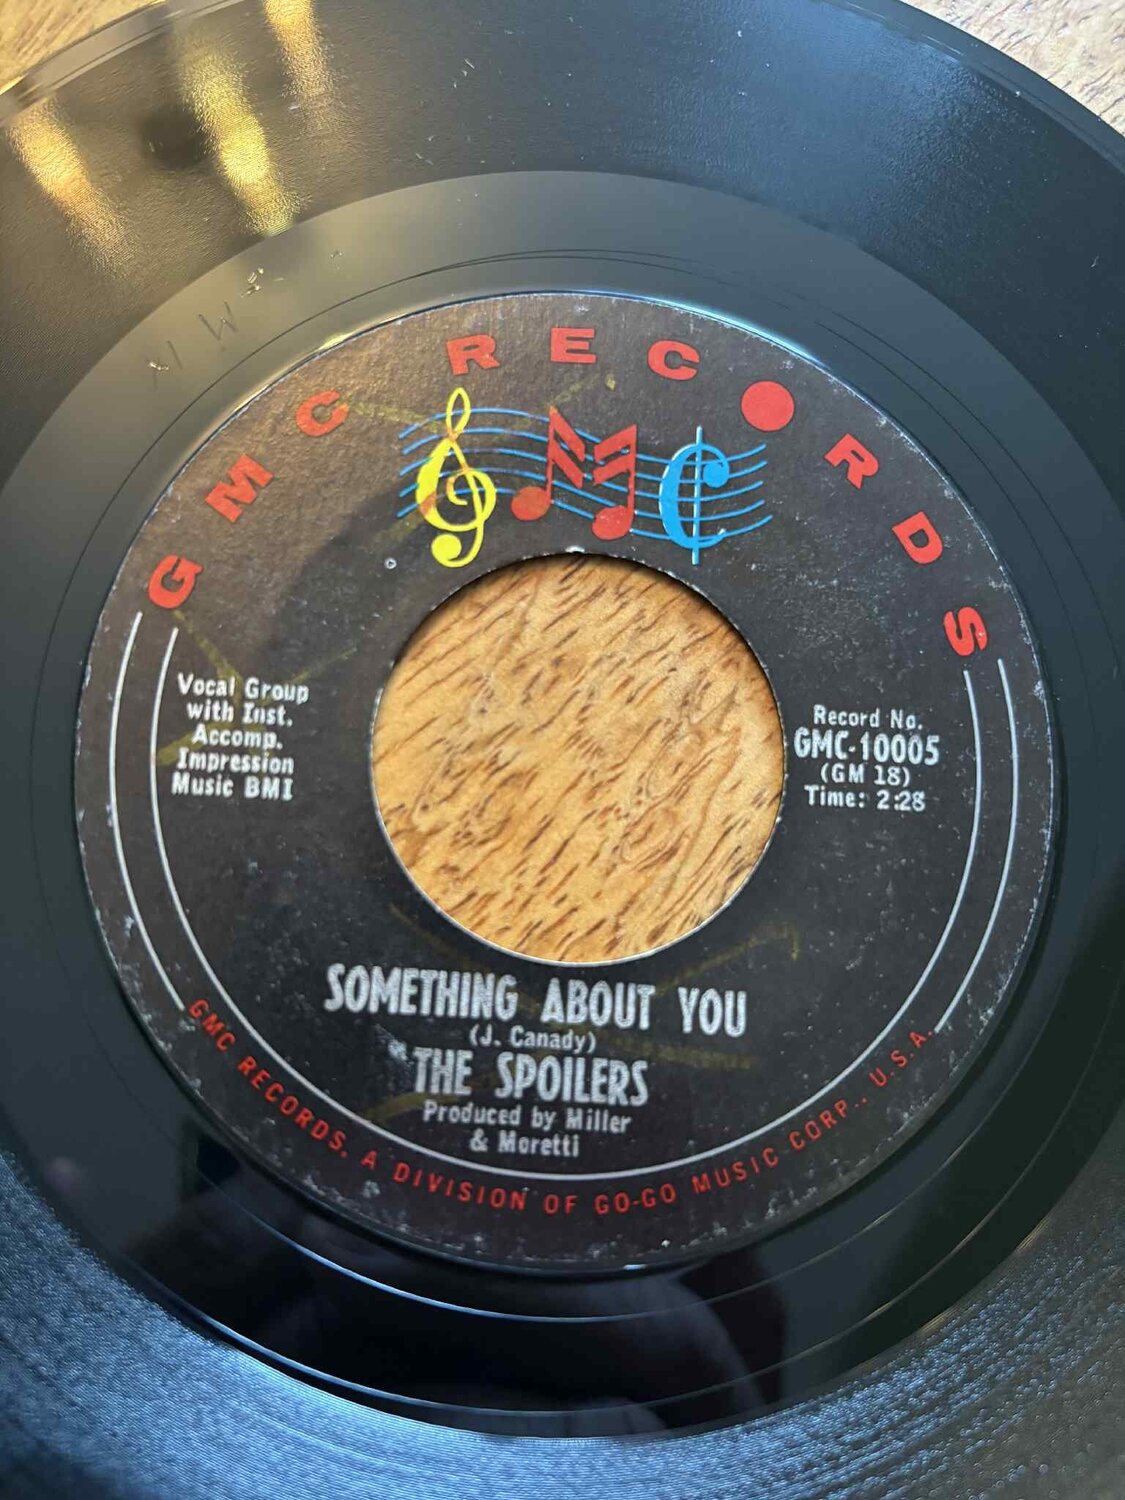 GMC RECORDS
GMC
Vocal Group
with Inst.
Accomp.
Impression
Music BMI
Record No.
GMC-10005
(GM 18)
Time: 2:28
SOMETHING ABOUT YOU
(J. Canady)
THE SPOILERS
Produced by Miller
& Moretti
GMC RECORDS, A DIVISION OF GO-GO MUSIC CORP., U.S.A.